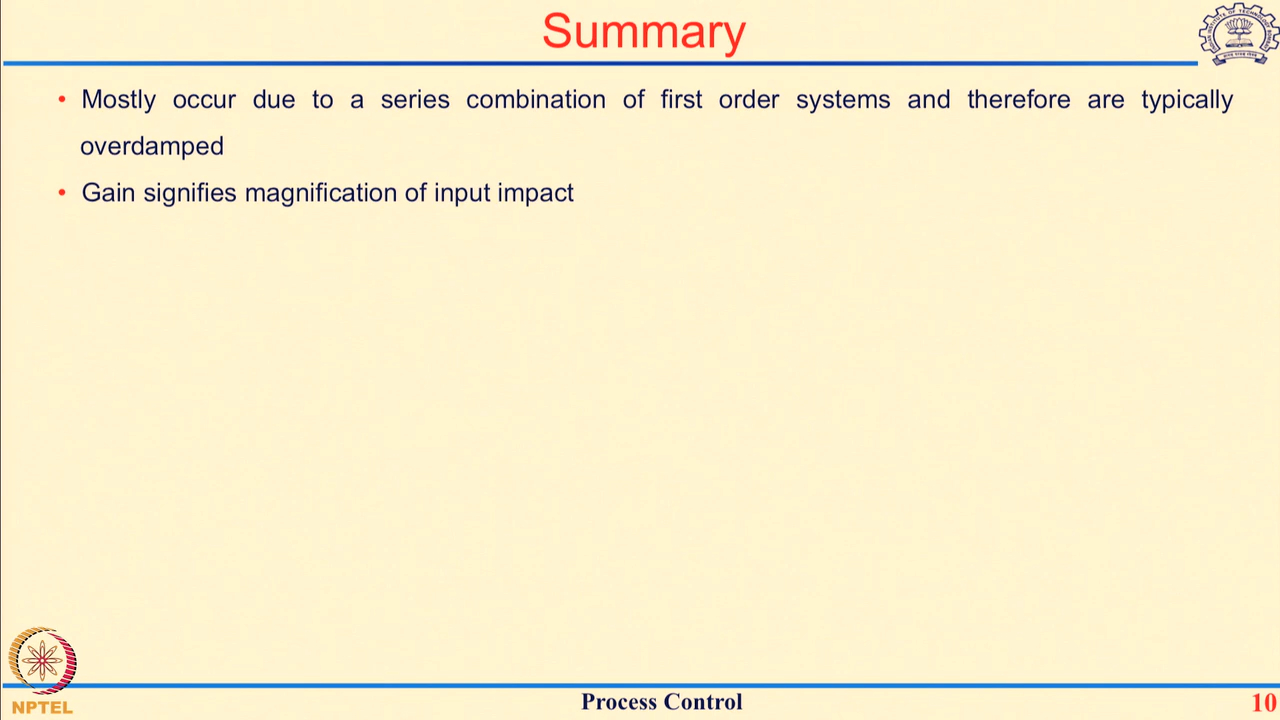 Summary
• Mostly occur due to a series combination of first order systems and therefore are typically
overdamped
• Gain signifies magnification of input impact
NPTEL
Process Control
10